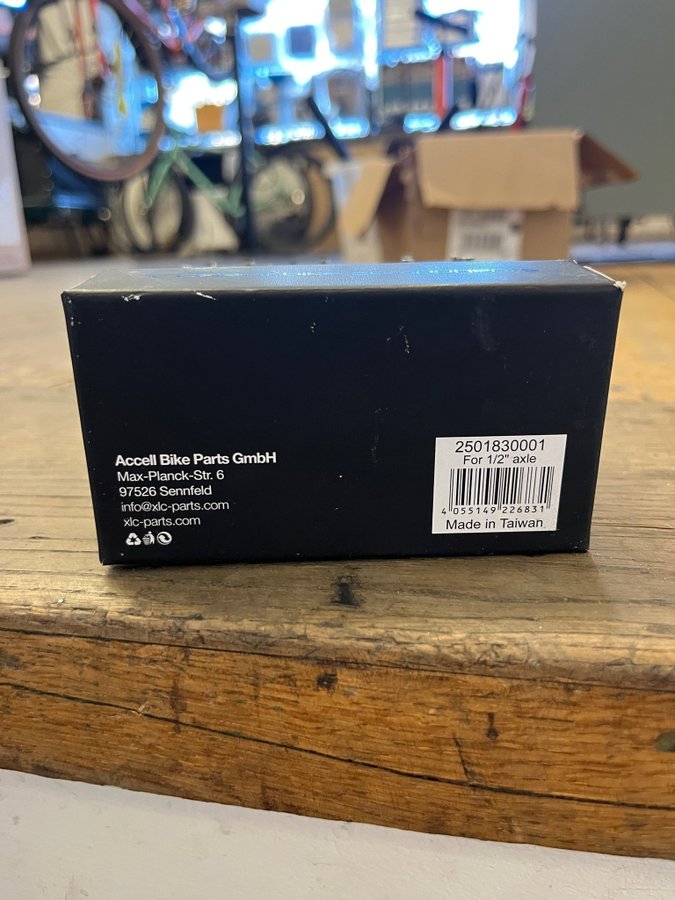 Accell Bike Parts GmbH
Max-Planck-Str. 6
97526 Sennfeld
info@xlc-parts.com
xlc-parts.com
2501830001
For 1/2" axle
4 055149 226831
Made in Taiwan